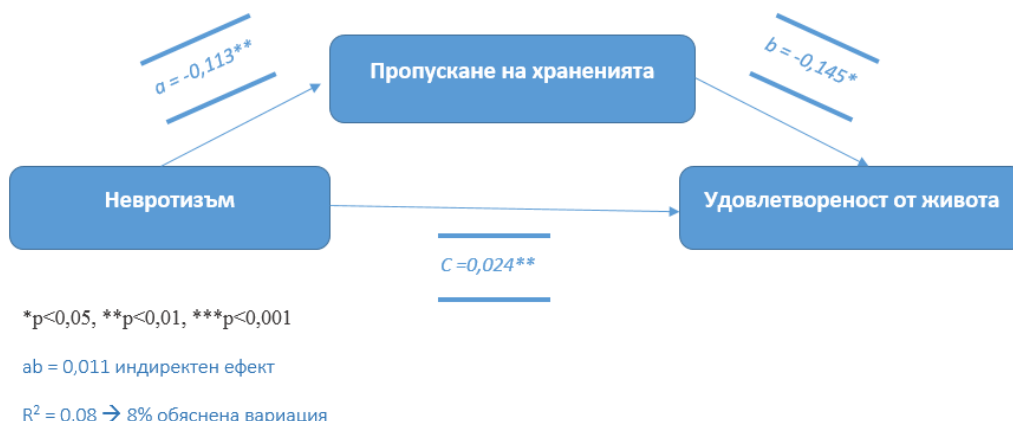 a = -0,113**
Пропускане на храненията
b = -0,145*
Невротизъм
Удовлетвореност от живота
C =0,024**
*p<0,05, **p<0,01, ***p<0,001
ab = 0,011 индиректен ефект
R² = 0,08 → 8% обяснена вариация